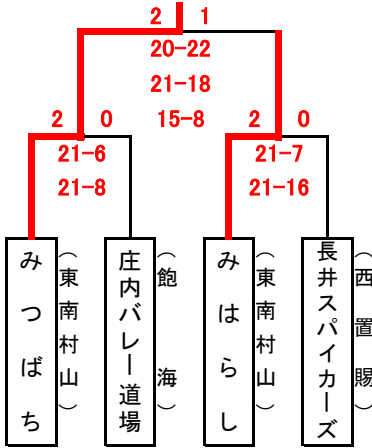 2 1
20-22
21-18
15-8
2 0
21-6
21-8
2 0
21-7
21-16
みつばち
（東南村山）
庄内バレー道場
（飽海）
みはらし
（東南村山）
長井スパイカーズ
（西置賜）